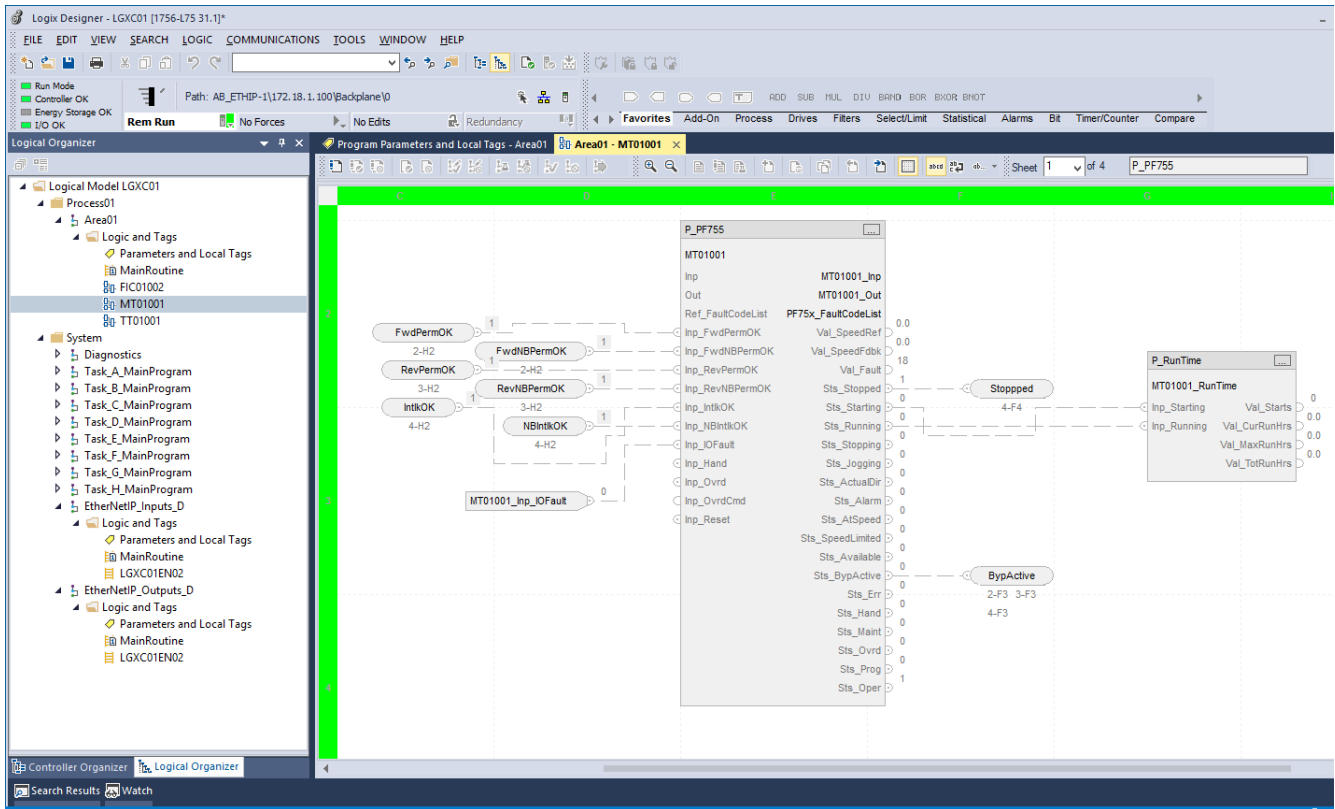 Logix Designer - LGXC01 [1756-L75 31.1]*
FILE EDIT VIEW SEARCH LOGIC COMMUNICATIONS TOOLS WINDOW HELP
Run Mode
Controller OK
Energy Storage OK
I/O OK
Path: AB_ETHIP-1\172.18.1.100\Backplane\0
Rem Run No Forces No Edits Redundancy
ADD SUB MUL DIV BAND BOR BXOR BNOT
Favorites Add-On Process Drives Filters Select/Limit Statistical Alarms Bit Timer/Counter Compare
Logical Organizer
Program Parameters and Local Tags - Area01 Area01 - MT01001
Sheet 1 of 4 P_PF755
Logical Model LGXC01
Process01
Area01
Logic and Tags
Parameters and Local Tags
MainRoutine
FIC01002
MT01001
TT01001
System
Diagnostics
Task_A_MainProgram
Task_B_MainProgram
Task_C_MainProgram
Task_D_MainProgram
Task_E_MainProgram
Task_F_MainProgram
Task_G_MainProgram
Task_H_MainProgram
EtherNetIP_Inputs_D
Logic and Tags
Parameters and Local Tags
MainRoutine
LGXC01EN02
EtherNetIP_Outputs_D
Logic and Tags
Parameters and Local Tags
MainRoutine
LGXC01EN02
Controller Organizer Logical Organizer
Search Results Watch
C D E F G
2
3
4
FwdPermOK 1
2-H2
FwdNBPermOK 1
2-H2
RevPermOK 1
3-H2
RevNBPermOK 1
3-H2
IntlkOK 1
4-H2
NBIntlkOK 1
4-H2
MT01001_Inp_IOFault 0
P_PF755 ...
MT01001
Inp MT01001_Inp
Out MT01001_Out
Ref_FaultCodeList PF75x_FaultCodeList
Inp_FwdPermOK Val_SpeedRef 0.0
Inp_FwdNBPermOK Val_SpeedFdbk 0.0
Inp_RevPermOK Val_Fault 18
Inp_RevNBPermOK Sts_Stopped 1
Inp_IntlkOK Sts_Starting 0
Inp_NBIntlkOK Sts_Running 0
Inp_IOFault Sts_Stopping 0
Inp_Hand Sts_Jogging 0
Inp_Ovrd Sts_ActualDir 0
Inp_OvrdCmd Sts_Alarm 0
Inp_Reset Sts_AtSpeed 0
Sts_SpeedLimited 0
Sts_Available 0
Sts_BypActive 0
Sts_Err 0
Sts_Hand 0
Sts_Maint 0
Sts_Ovrd 0
Sts_Prog 0
Sts_Oper 1
Stoppped
4-F4
BypActive
2-F3 3-F3
4-F3
P_RunTime ...
MT01001_RunTime
Inp_Starting Val_Starts 0
Inp_Running Val_CurRunHrs 0.0
Val_MaxRunHrs 0.0
Val_TotRunHrs 0.0